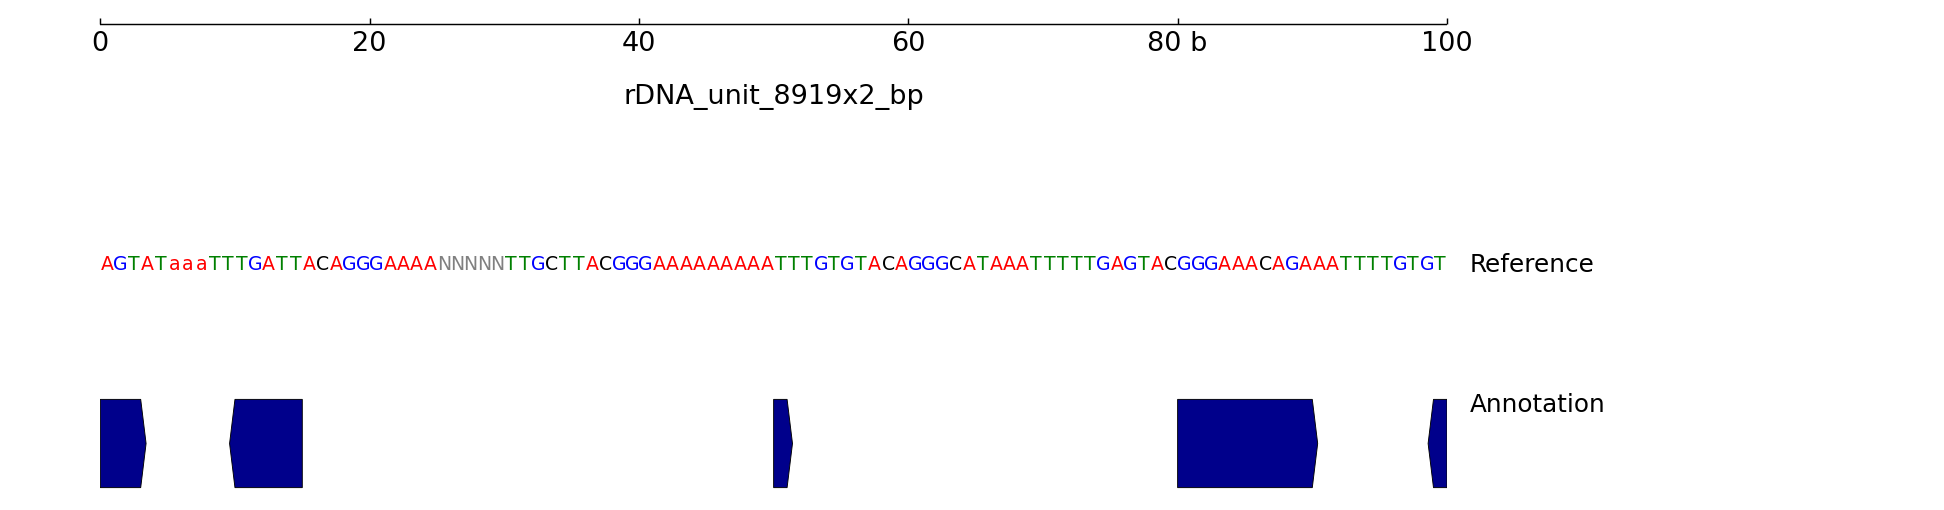 0 20 40 60 80 b 100
rDNA_unit_8919x2_bp
AGTATaaaTTTGATTACAGGGAAAANNNNNTTGCTTACGGGAAAAAAAAATTTGTGTACAGGGCATAAATTTTTGAGTACGGGAAACAGAAATTTTGTGT Reference
Annotation